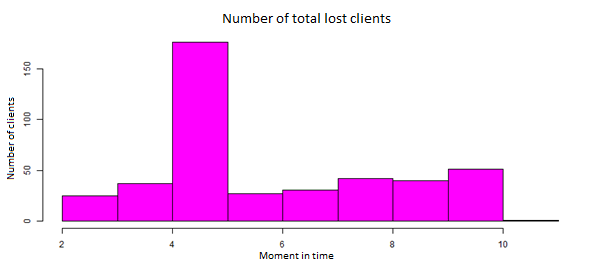 Number of total lost clients
Number of clients
150
100
50
0
2 4 6 8 10
Moment in time